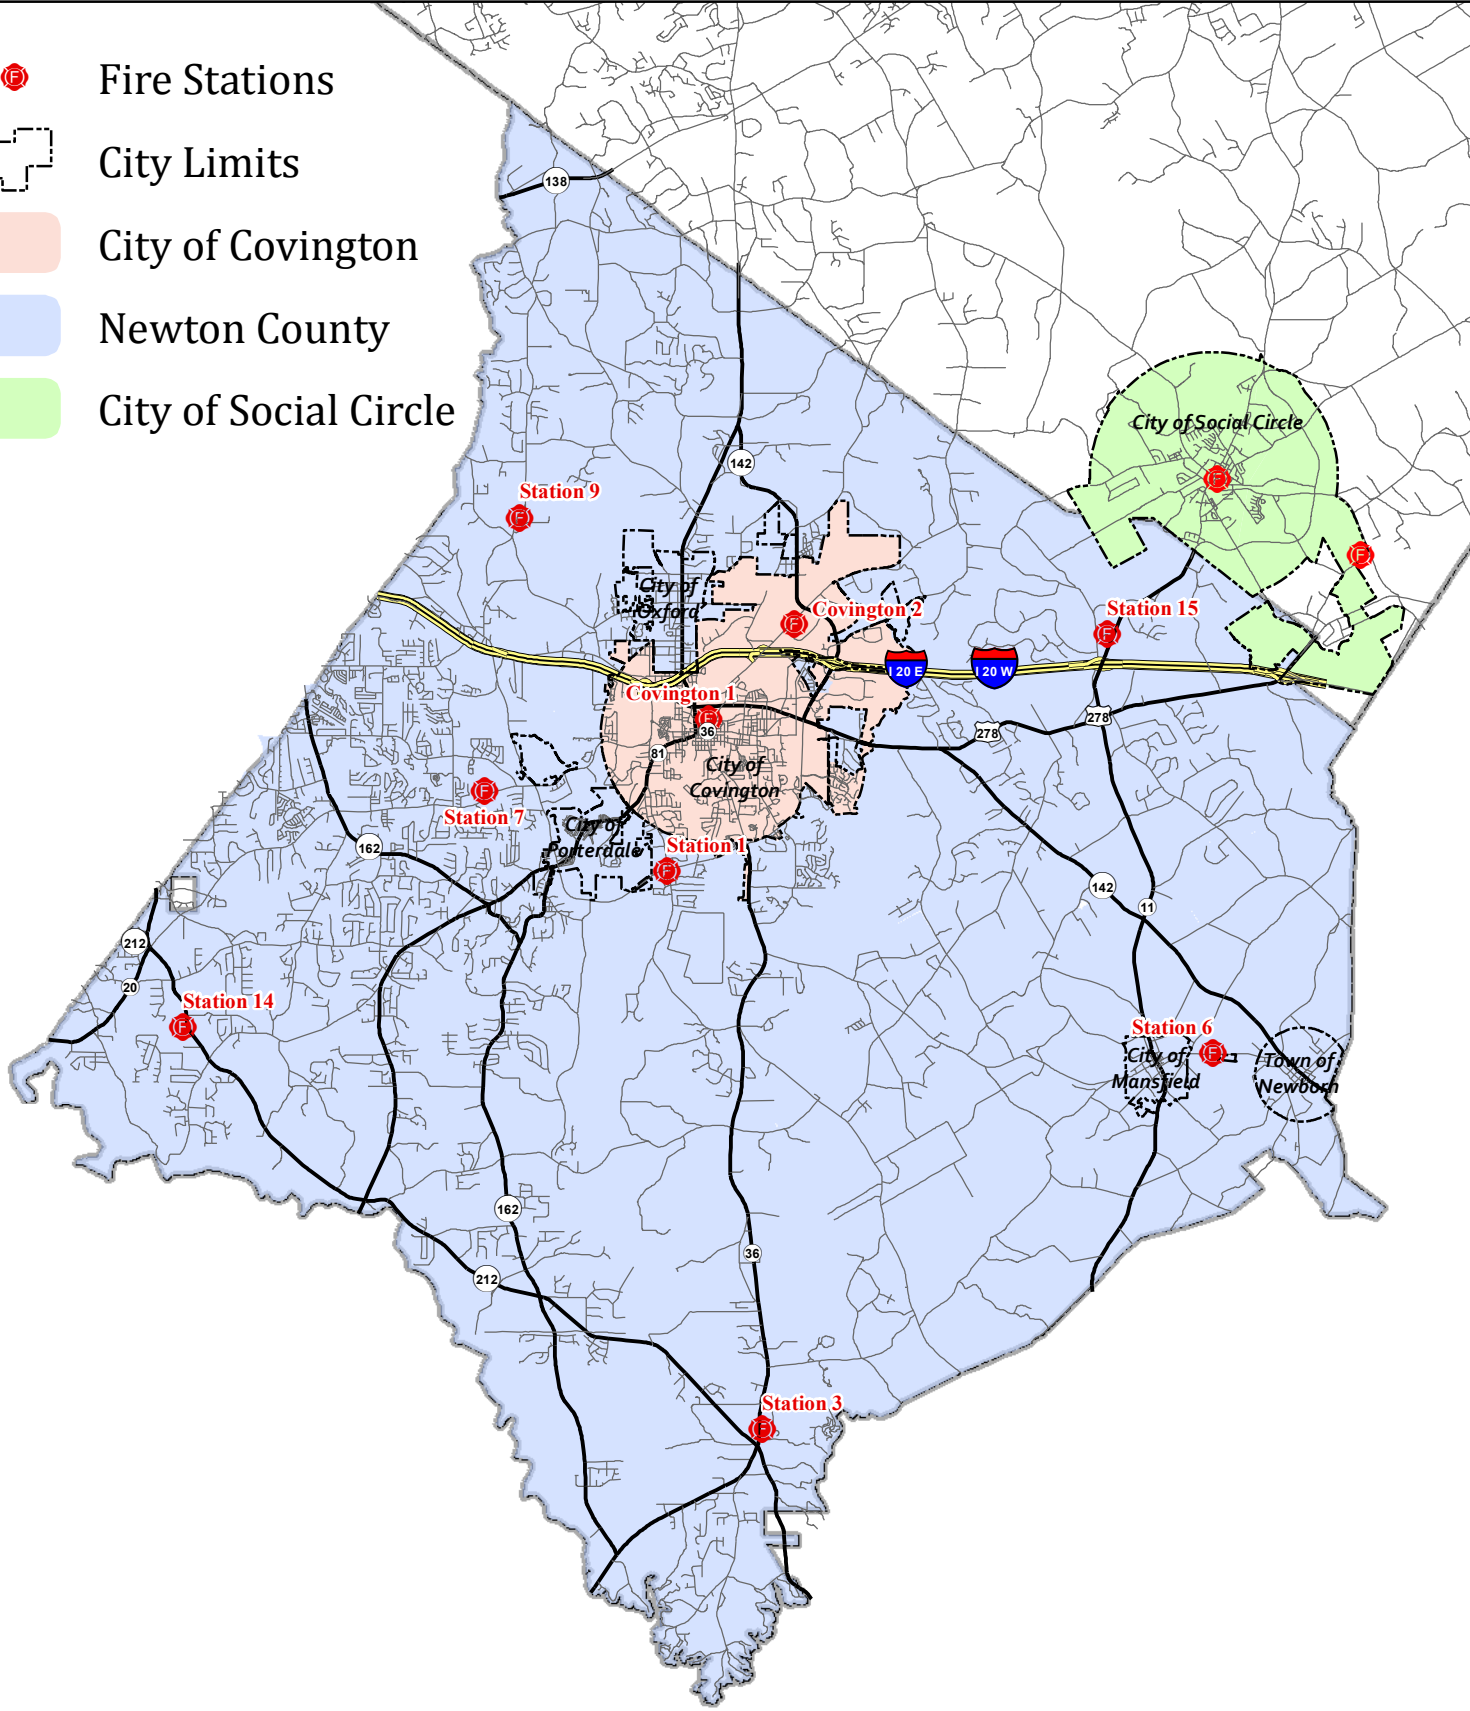 Fire Stations
City Limits
City of Covington
Newton County
City of Social Circle
138
City of Social Circle
142
Station 9
City of
Oxford
Covington 2
Station 15
I 20 E
I 20 W
Covington 1
36
278
278
81
City of
Covington
Station 7
City of
Porterdale
Station 1
162
142
11
212
20
Station 14
Station 6
City of
Mansfield
Town of
Newborn
162
36
212
Station 3